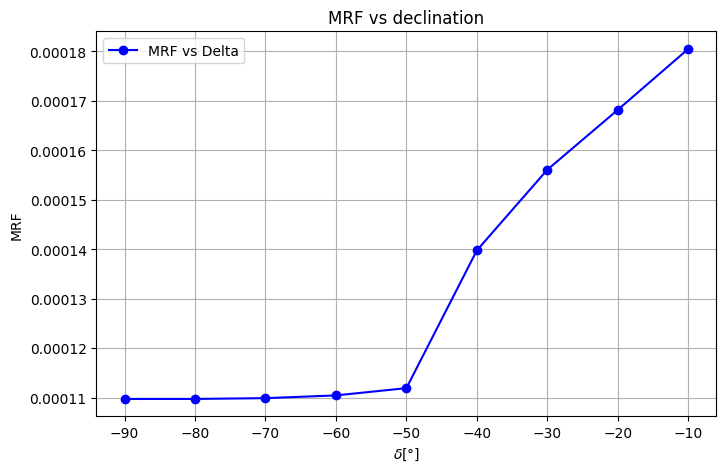 MRF vs declination
MRF vs Delta
0.00018
0.00017
0.00016
0.00015
0.00014
0.00013
0.00012
0.00011
MRF
−90 −80 −70 −60 −50 −40 −30 −20 −10
δ[°]